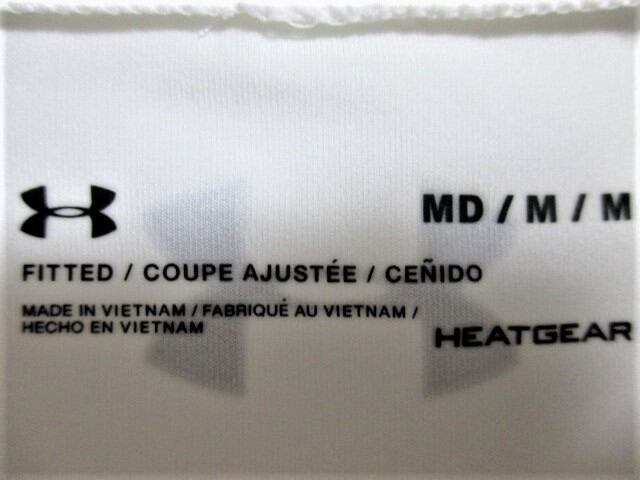 MD / M / M
FITTED / COUPE AJUSTÉE / CEÑIDO
MADE IN VIETNAM / FABRIQUÉ AU VIETNAM /
HECHO EN VIETNAM
HEATGEAR